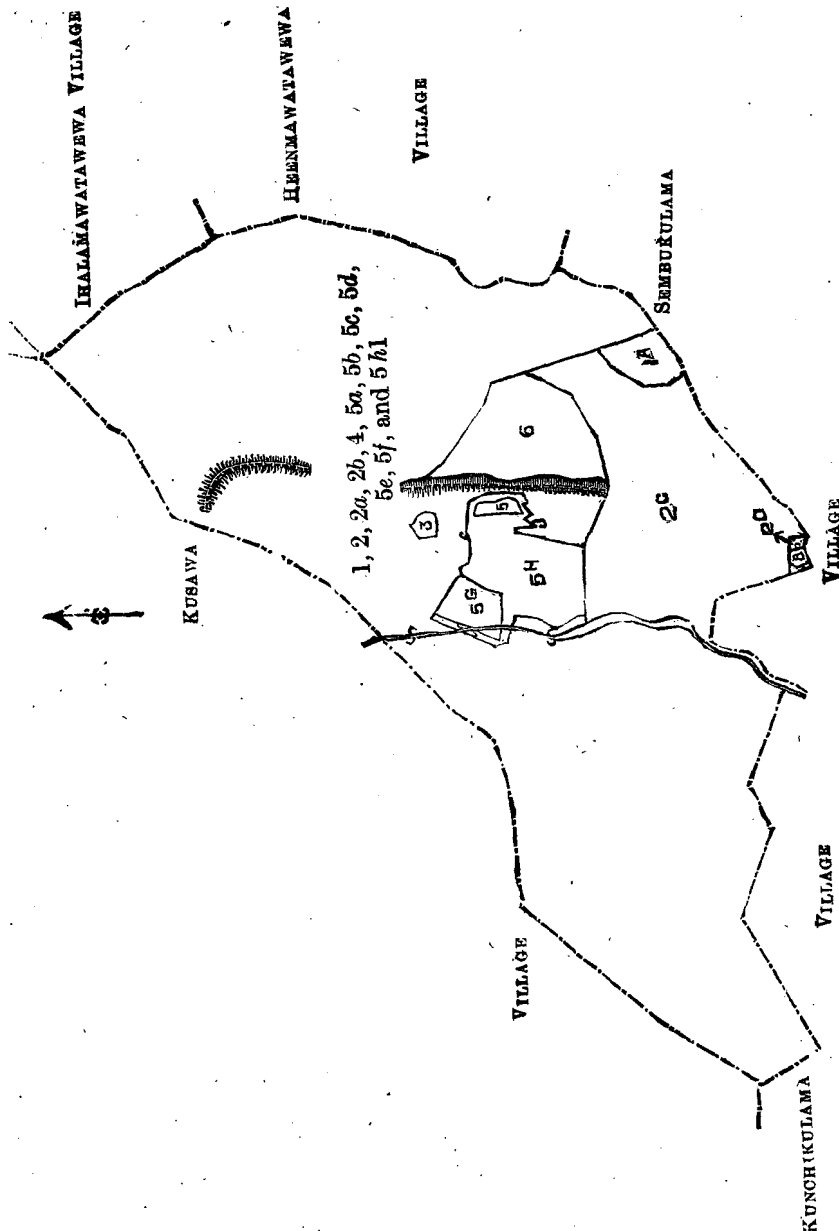 IHALAMAWATAWEWA VILLAGE
HEENMAWATAWEWA
VILLAGE
KUSAWA
VILLAGE
SEMBUKULAMA
VILLAGE
KUNCHIKULAMA
VILLAGE
1, 2, 2a, 2b, 4, 5a, 5b, 5c, 5d,
5e, 5f, and 5h1
3
5
5G
5H
6
1A
2C
2D